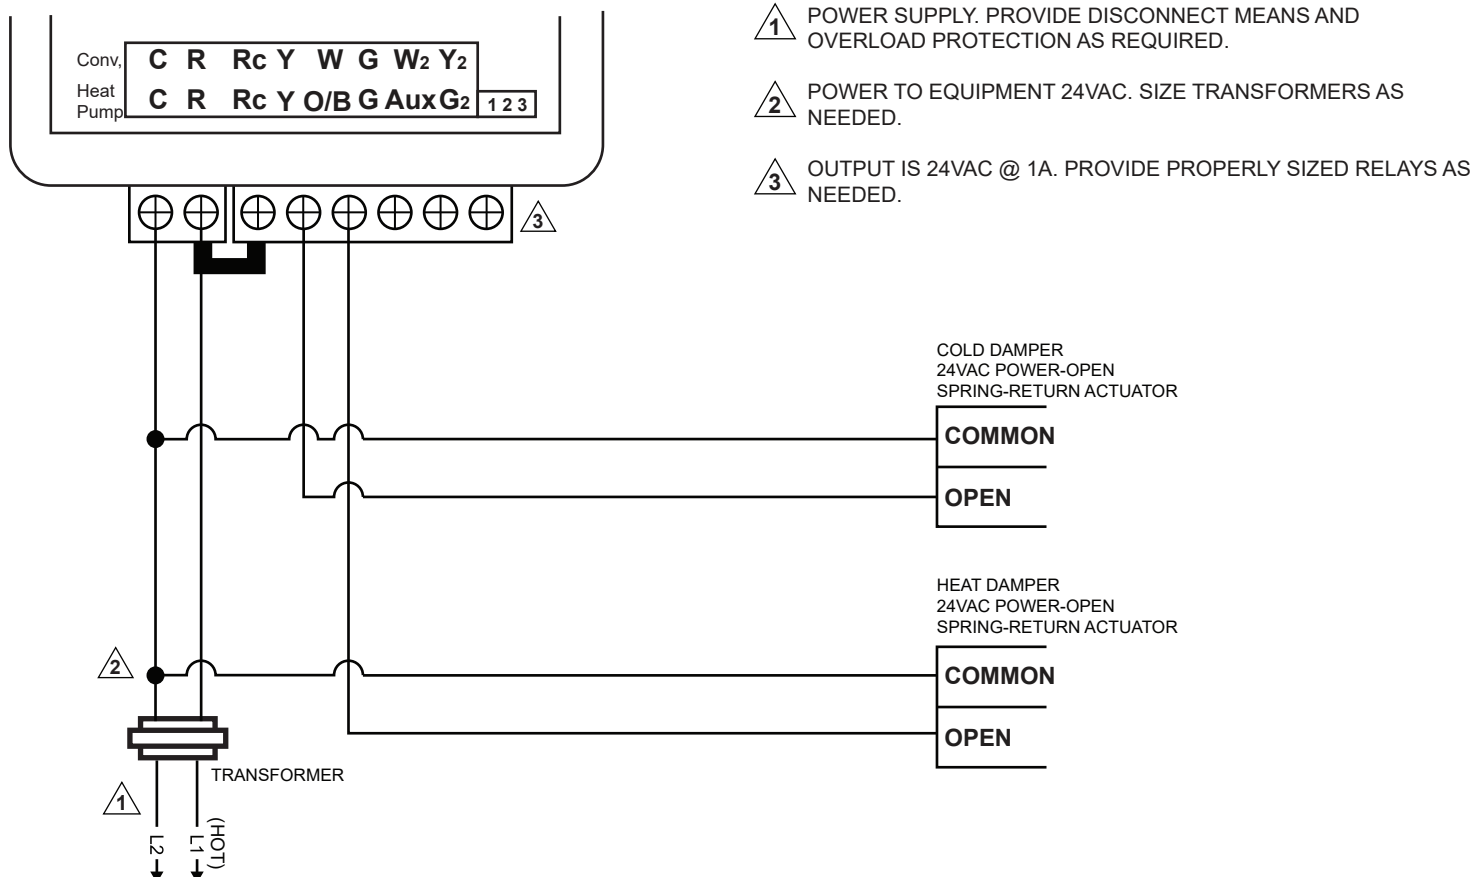 1 POWER SUPPLY. PROVIDE DISCONNECT MEANS AND
OVERLOAD PROTECTION AS REQUIRED.
2 POWER TO EQUIPMENT 24VAC. SIZE TRANSFORMERS AS
NEEDED.
3 OUTPUT IS 24VAC @ 1A. PROVIDE PROPERLY SIZED RELAYS AS
NEEDED.
Conv, C R Rc Y W G W2 Y2
Heat
Pump C R Rc Y O/B G Aux G2 1 2 3
3
COLD DAMPER
24VAC POWER-OPEN
SPRING-RETURN ACTUATOR
COMMON
OPEN
HEAT DAMPER
24VAC POWER-OPEN
SPRING-RETURN ACTUATOR
COMMON
OPEN
2
TRANSFORMER
1
L2
L1
(HOT)